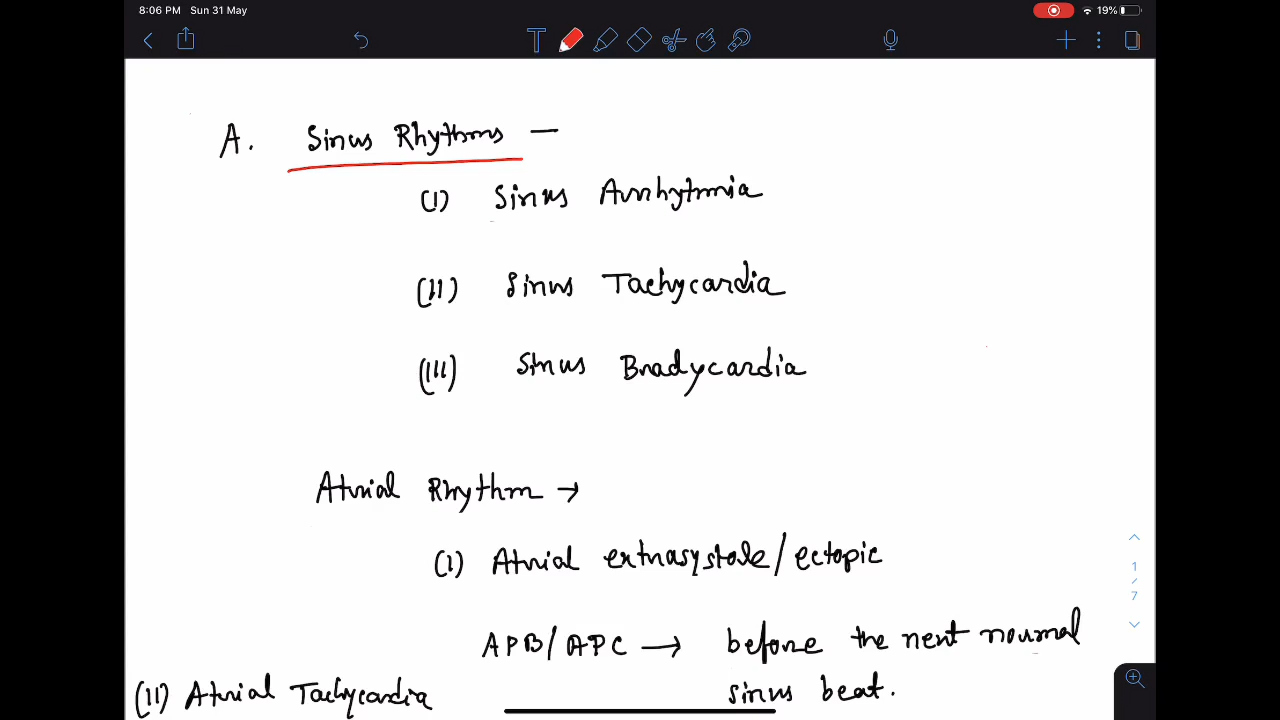 8:06 PM Sun 31 May 19%
A. Sinus Rhythms —
(I) Sinus Arrhytmia
(II) Sinus Tachycardia
(III) Sinus Bradycardia
Atrial Rhythm →
(I) Atrial extrasystole/ectopic
APB/APC → before the next normal
sinus beat.
(II) Atrial Tachycardia
1
/
7